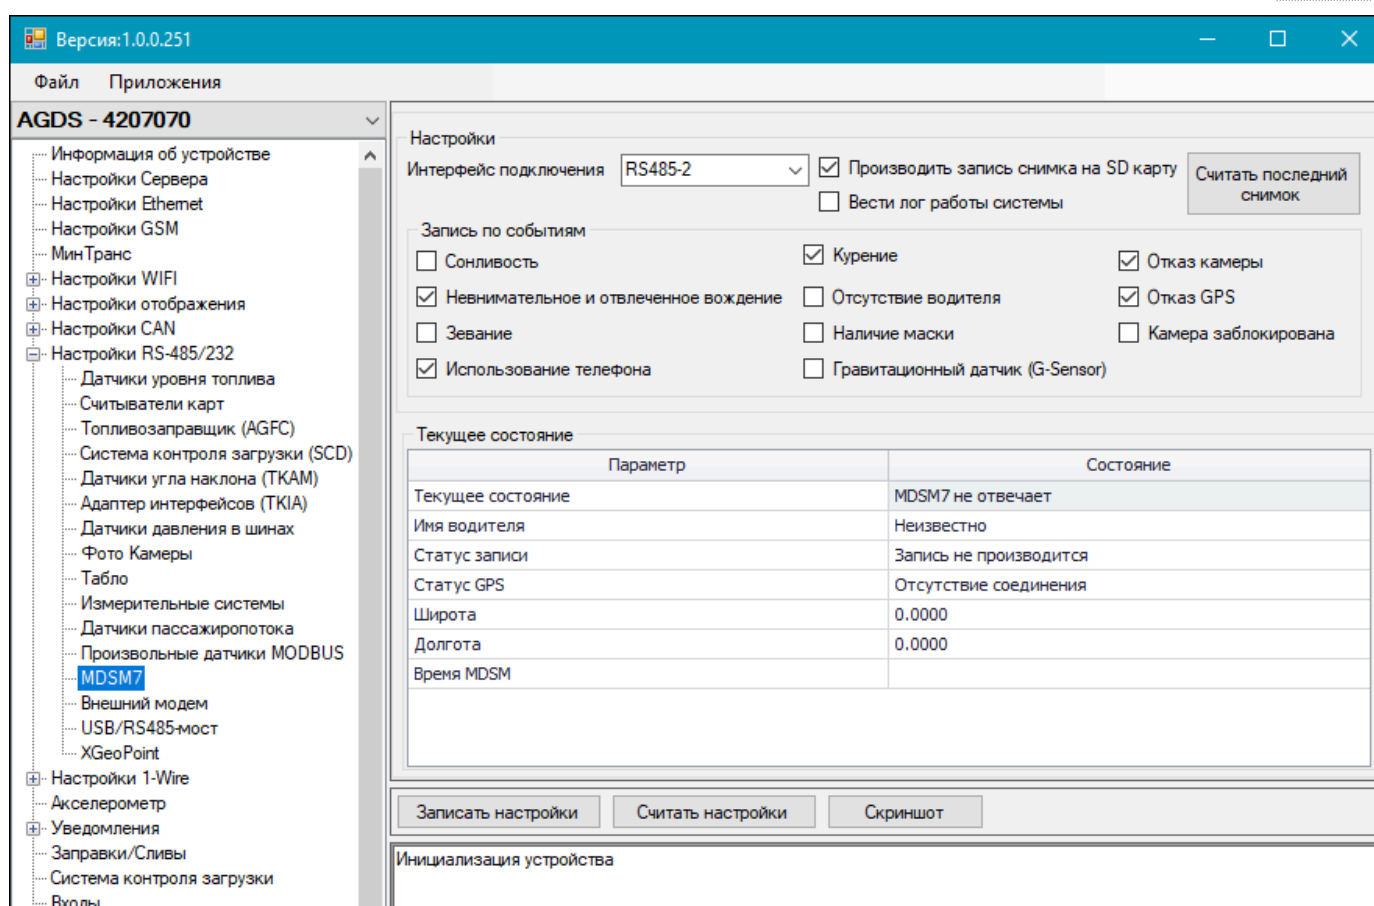 Версия:1.0.0.251
Файл Приложения
AGDS - 4207070
Информация об устройстве
Настройки Сервера
Настройки Ethernet
Настройки GSM
МинТранс
Настройки WIFI
Настройки отображения
Настройки CAN
Настройки RS-485/232
Датчики уровня топлива
Считыватели карт
Топливозаправщик (AGFC)
Система контроля загрузки (SCD)
Датчики угла наклона (TKAM)
Адаптер интерфейсов (TKIA)
Датчики давления в шинах
Фото Камеры
Табло
Измерительные системы
Датчики пассажиропотока
Произвольные датчики MODBUS
MDSM7
Внешний модем
USB/RS485-мост
XGeoPoint
Настройки 1-Wire
Акселерометр
Уведомления
Заправки/Сливы
Система контроля загрузки
Входы
Настройки
Интерфейс подключения RS485-2 Производить запись снимка на SD карту
Считать последний
снимок
Вести лог работы системы
Запись по событиям
Сонливость Курение Отказ камеры
Невнимательное и отвлеченное вождение Отсутствие водителя Отказ GPS
Зевание Наличие маски Камера заблокирована
Использование телефона Гравитационный датчик (G-Sensor)
Текущее состояние
Параметр Состояние
Текущее состояние MDSM7 не отвечает
Имя водителя Неизвестно
Статус записи Запись не производится
Статус GPS Отсутствие соединения
Широта 0.0000
Долгота 0.0000
Время MDSM
Записать настройки Считать настройки Скриншот
Инициализация устройства